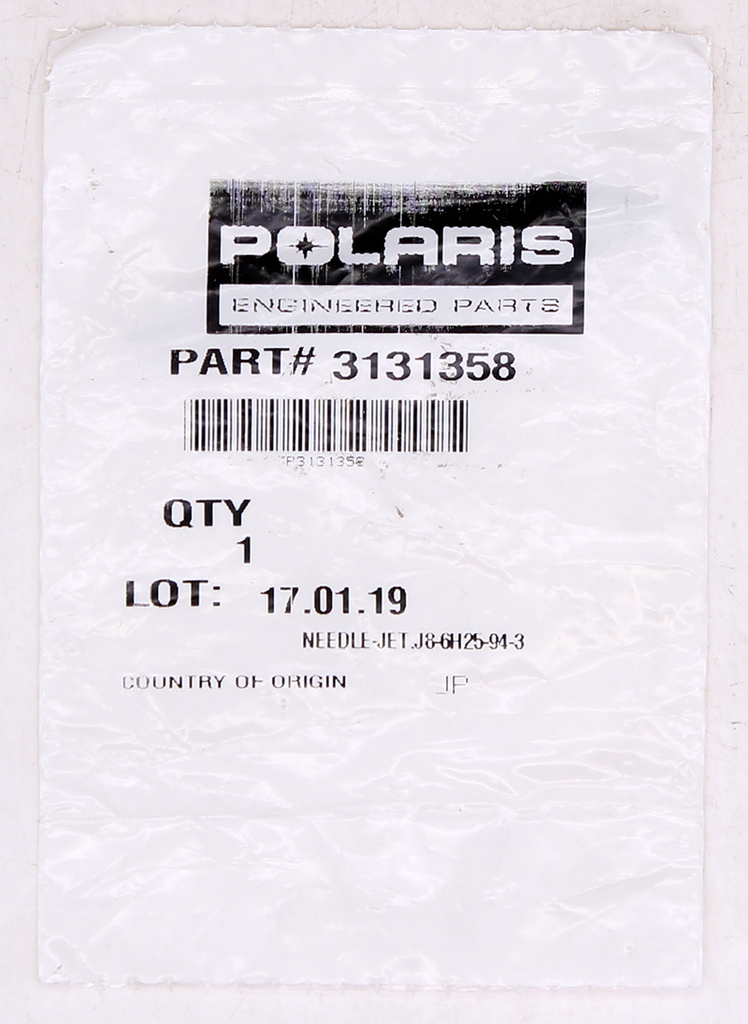 POLARIS
ENGINEERED PARTS
PART# 3131358
P3131358
QTY
1
LOT: 17.01.19
NEEDLE-JET.J8-6H25-94-3
COUNTRY OF ORIGIN JP